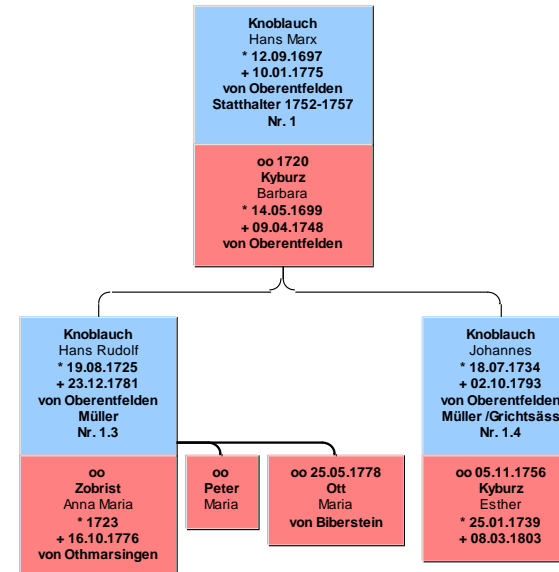 Knoblauch
Hans Marx
* 12.09.1697
+ 10.01.1775
von Oberentfelden
Statthalter 1752-1757
Nr. 1
oo 1720
Kyburz
Barbara
* 14.05.1699
+ 09.04.1748
von Oberentfelden
Knoblauch
Hans Rudolf
* 19.08.1725
+ 23.12.1781
von Oberentfelden
Müller
Nr. 1.3
oo
Zobrist
Anna Maria
* 1723
+ 16.10.1776
von Othmarsingen
oo
Peter
Maria
oo 25.05.1778
Ott
Maria
von Biberstein
Knoblauch
Johannes
* 18.07.1734
+ 02.10.1793
von Oberentfelden
Müller /Grichtsäss
Nr. 1.4
oo 05.11.1756
Kyburz
Esther
* 25.01.1739
+ 08.03.1803